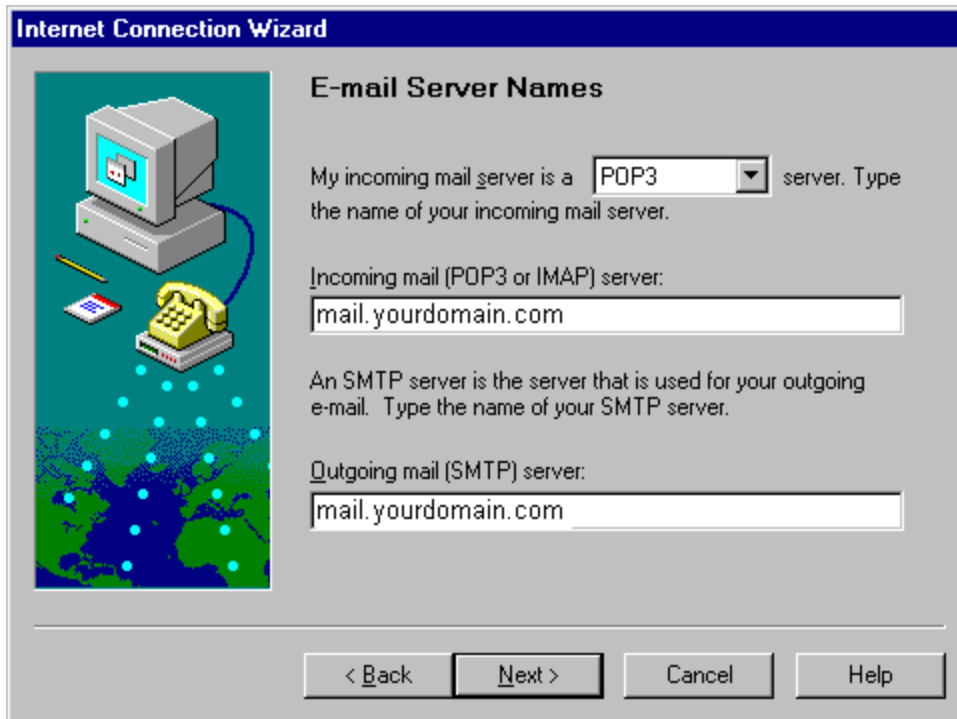 Internet Connection Wizard
E-mail Server Names
My incoming mail server is a POP3 server. Type
the name of your incoming mail server.
Incoming mail (POP3 or IMAP) server:
mail.yourdomain.com
An SMTP server is the server that is used for your outgoing
e-mail. Type the name of your SMTP server.
Outgoing mail (SMTP) server:
mail.yourdomain.com
< Back Next > Cancel Help